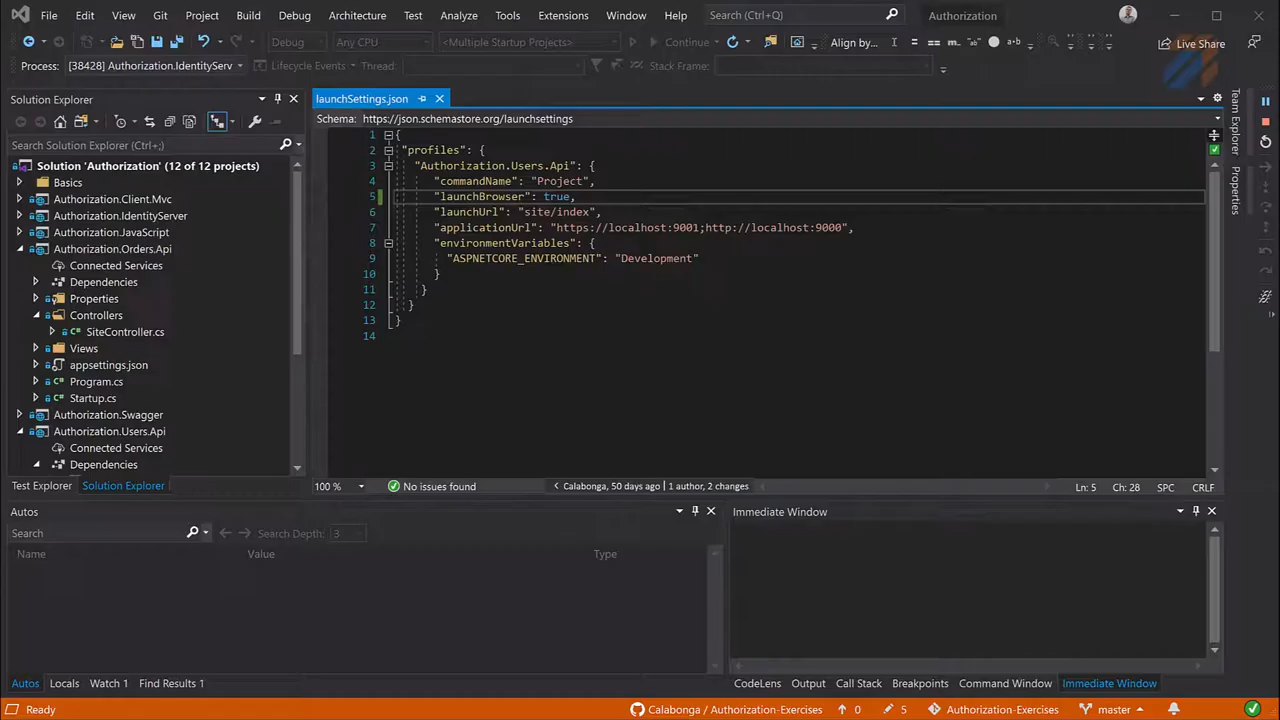 File Edit View Git Project Build Debug Architecture Test Analyze Tools Extensions Window Help Search (Ctrl+Q) Authorization
Debug Any CPU <Multiple Startup Projects> Continue Align by... Live Share
Process: [38428] Authorization.IdentityServ Lifecycle Events Thread: Stack Frame:
Solution Explorer
Search Solution Explorer (Ctrl+;)
Solution 'Authorization' (12 of 12 projects)
Basics
Authorization.Client.Mvc
Authorization.IdentityServer
Authorization.JavaScript
Authorization.Orders.Api
Connected Services
Dependencies
Properties
Controllers
SiteController.cs
Views
appsettings.json
Program.cs
Startup.cs
Authorization.Swagger
Authorization.Users.Api
Connected Services
Dependencies
Test Explorer Solution Explorer
launchSettings.json
Schema: https://json.schemastore.org/launchsettings
1 {
2 "profiles": {
3 "Authorization.Users.Api": {
4 "commandName": "Project",
5 "launchBrowser": true,
6 "launchUrl": "site/index",
7 "applicationUrl": "https://localhost:9001;http://localhost:9000",
8 "environmentVariables": {
9 "ASPNETCORE_ENVIRONMENT": "Development"
10 }
11 }
12 }
13 }
14
100 % No issues found Calabonga, 50 days ago | 1 author, 2 changes Ln: 5 Ch: 28 SPC CRLF
Team Explorer
Properties
Autos
Search Search Depth: 3
Name Value Type
Autos Locals Watch 1 Find Results 1
Immediate Window
CodeLens Output Call Stack Breakpoints Command Window Immediate Window
Ready Calabonga / Authorization-Exercises 0 5 Authorization-Exercises master